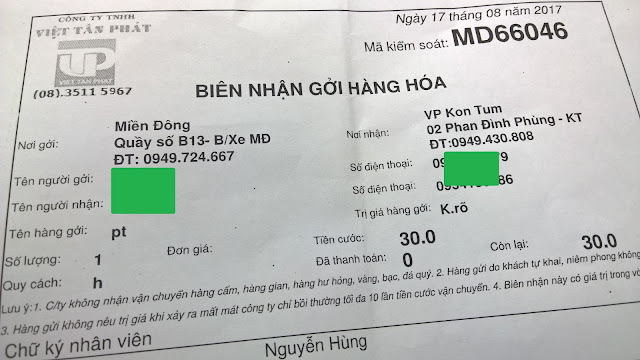 CÔNG TY TNHH
VIỆT TÂN PHÁT
VIET TAN PHAT
(08).3511 5967
Ngày 17 tháng 08 năm 2017
Mã kiểm soát: MD66046
BIÊN NHẬN GỞI HÀNG HÓA
Nơi gởi: Miền Đông
Quầy số B13- B/Xe MĐ
ĐT: 0949.724.667
Nơi nhận: VP Kon Tum
02 Phan Đình Phùng - KT
ĐT:0949.430.808
Tên người gởi:
Số điện thoại: 09 9
Tên người nhận:
Số điện thoại: 86
Tên hàng gởi: pt
Trị giá hàng gởi: K.rõ
Số lượng: 1 Đơn giá: Tiền cước: 30.0
Quy cách: h Đã thanh toán: 0 Còn lại: 30.0
Lưu ý:1. C/ty không nhận vận chuyển hàng cấm, hàng gian, hàng hư hỏng, vàng, bạc, đá quý. 2. Hàng gửi do khách tự khai, niêm phong không
3. Hàng gửi không nêu trị giá khi xảy ra mất mát công ty chỉ bồi thường tối đa 10 lần tiền cước vận chuyển. 4. Biên nhận này có giá trị trong
Chữ ký nhân viên
Nguyễn Hùng